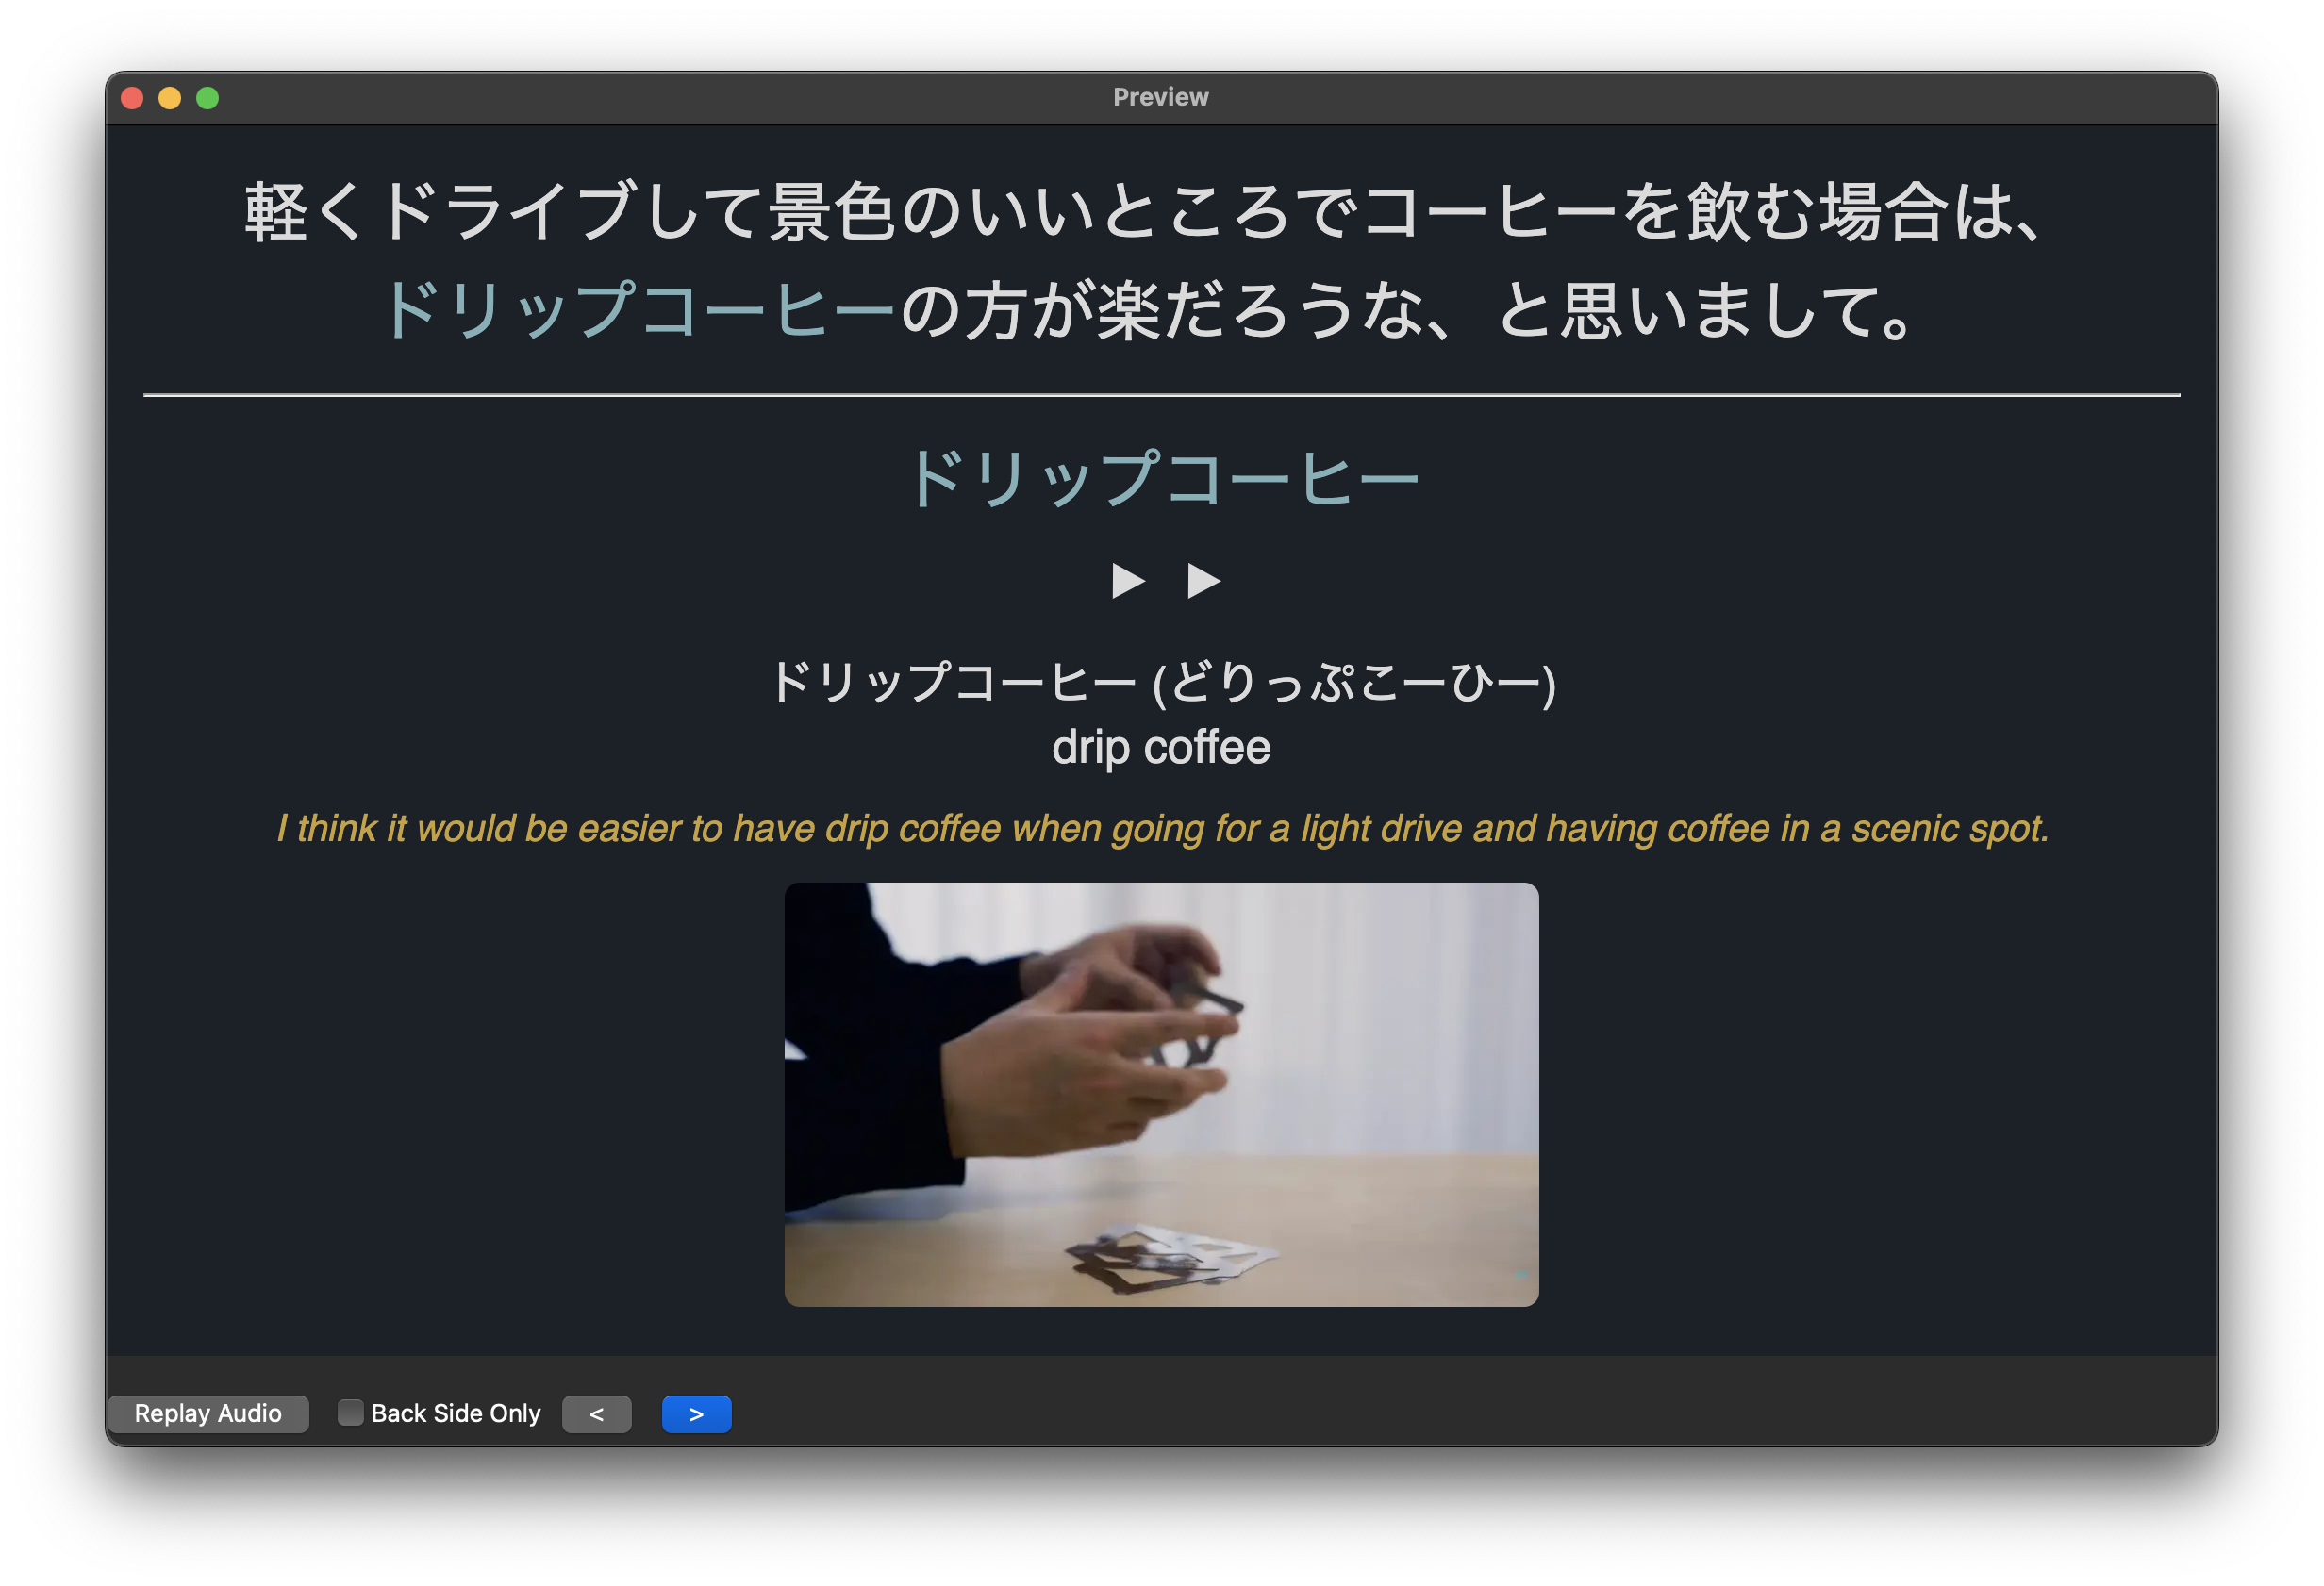 Preview
軽くドライブして景色のいいところでコーヒーを飲む場合は、
ドリップコーヒーの方が楽だろうな、と思いまして。
ドリップコーヒー
ドリップコーヒー (どりっぷこーひー)
drip coffee
I think it would be easier to have drip coffee when going for a light drive and having coffee in a scenic spot.
Replay Audio Back Side Only < >